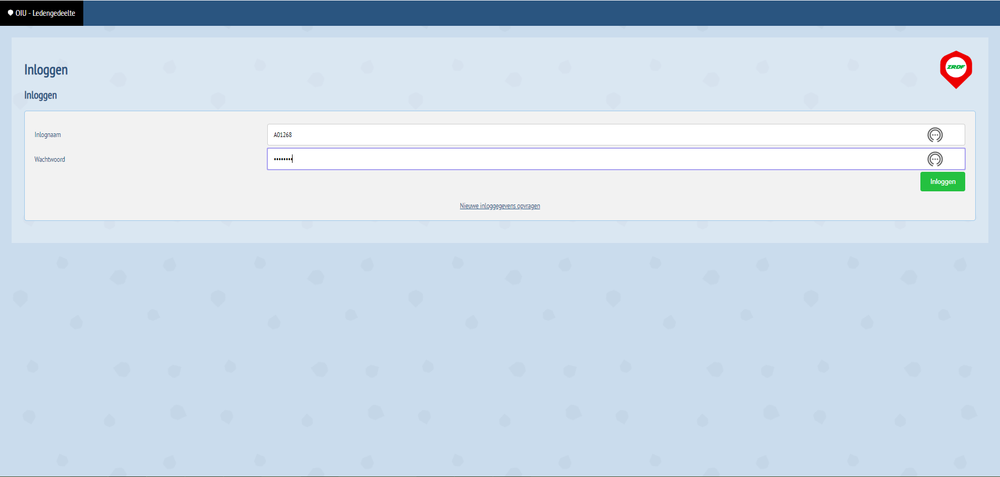 OIU - Ledengedeelte
Inloggen
ZRDF
Inloggen
Inlognaam
A01268
Wachtwoord
••••••••
Inloggen
Nieuwe inloggegevens opvragen